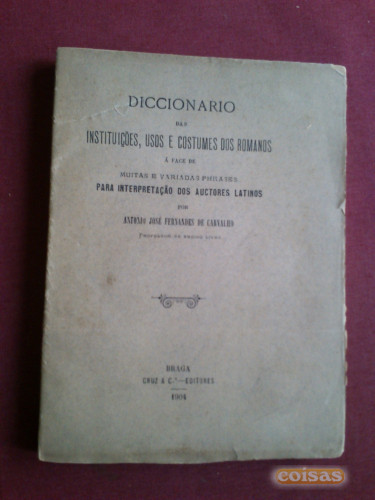 DICCIONARIO
DAS
INSTITUIÇÕES, USOS E COSTUMES DOS ROMANOS
Á FACE DE
MUITAS E VARIADAS PHRASES
PARA INTERPRETAÇÃO DOS AUCTORES LATINOS
POR
ANTONIO JOSÉ FERNANDES DE CARVALHO
BRAGA
CRUZ & C.ª—EDITORES
coisas